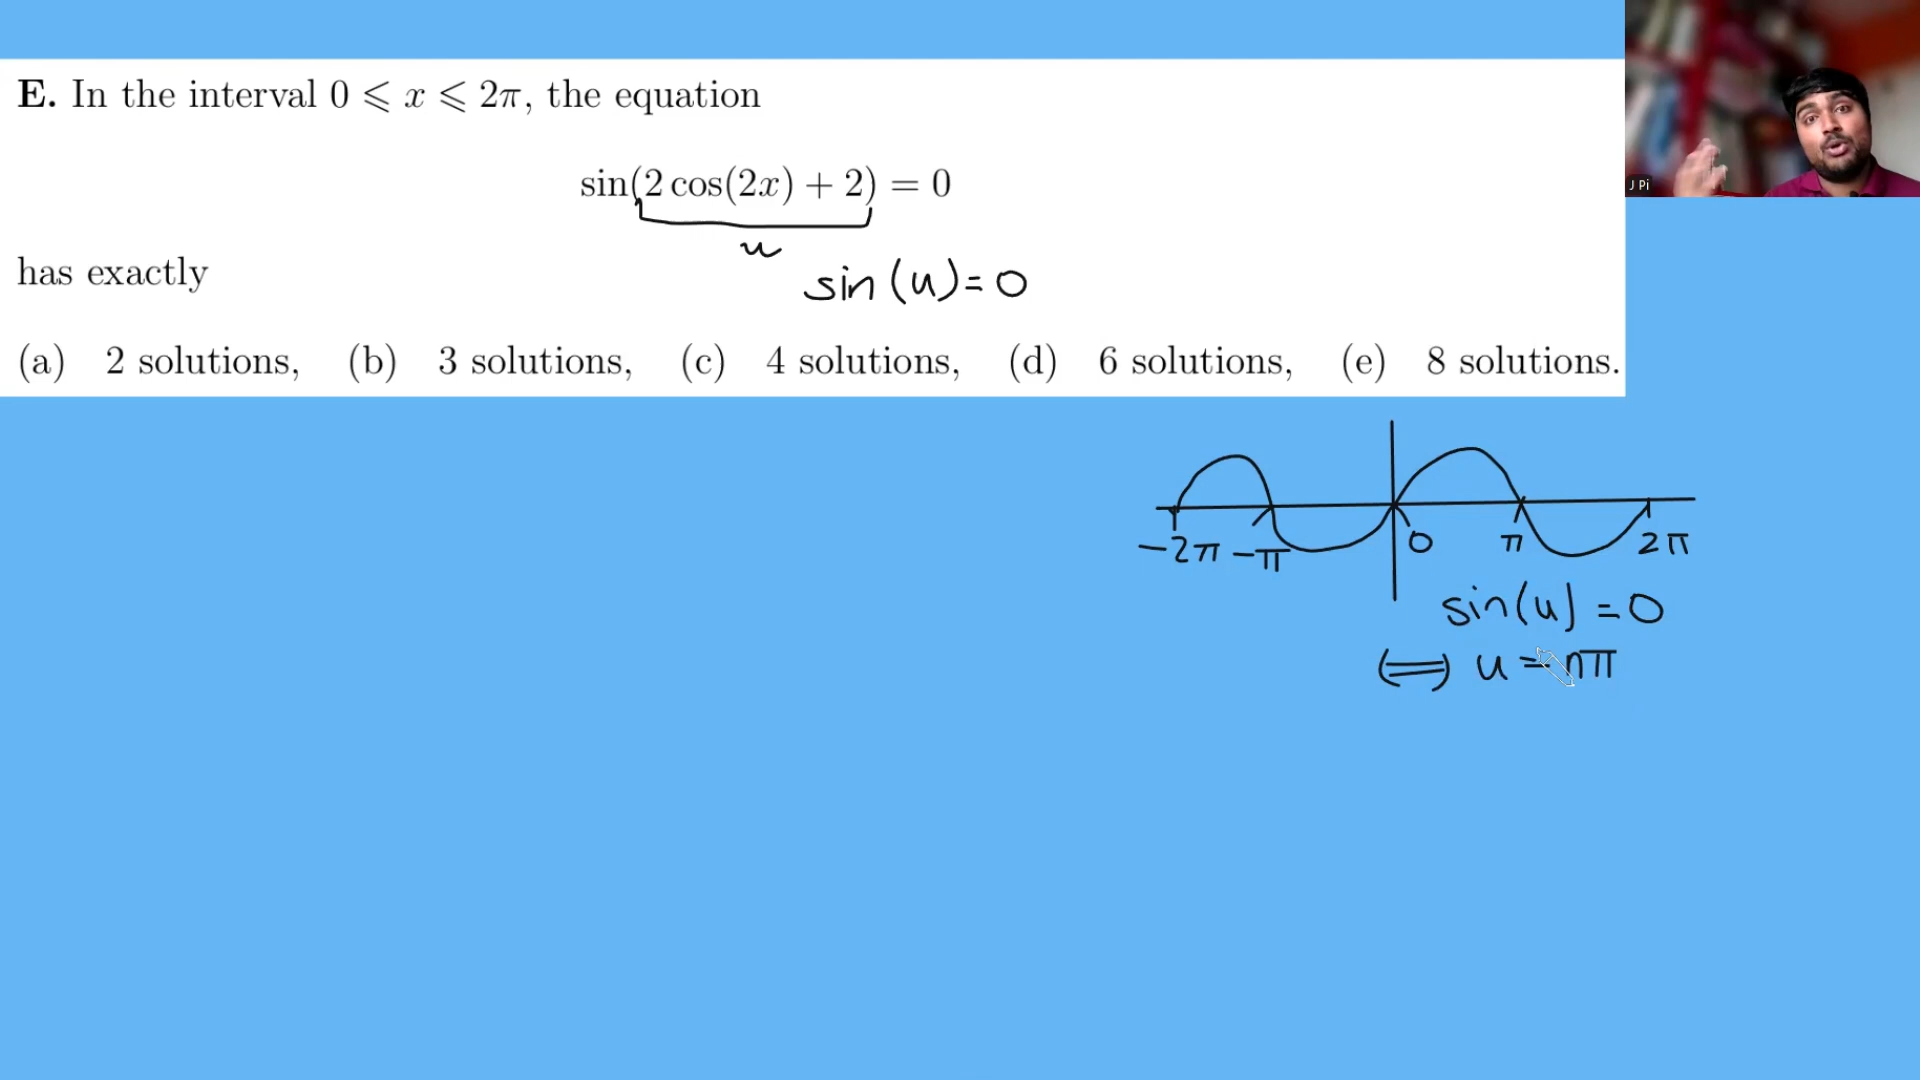 E. In the interval 0 ⩽ x ⩽ 2π, the equation
sin(2 cos(2x) + 2) = 0
u
has exactly
sin(u)=0
(a) 2 solutions, (b) 3 solutions, (c) 4 solutions, (d) 6 solutions, (e) 8 solutions.
J Pi
-2π -π 0 π 2π
sin(u) = 0
⟺ u = nπ